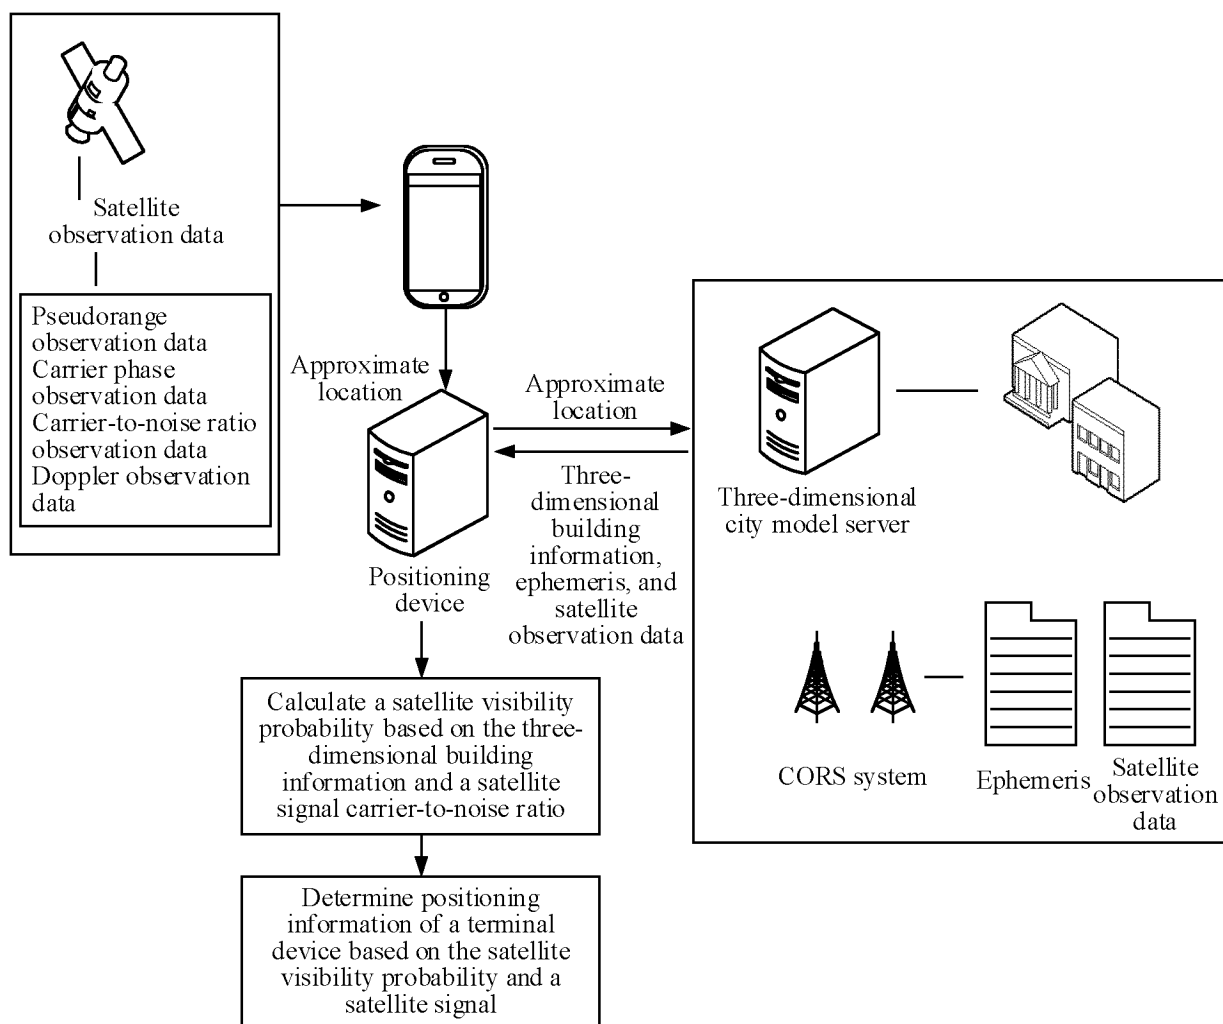 Satellite
observation data
Pseudorange
observation data
Carrier phase
observation data
Carrier-to-noise ratio
observation data
Doppler observation
data
Approximate
location
Positioning
device
Approximate
location
Three-
dimensional
building
information,
ephemeris, and
satellite
observation data
Three-dimensional
city model server
CORS system
Ephemeris
Satellite
observation
data
Calculate a satellite visibility
probability based on the three-
dimensional building
information and a satellite
signal carrier-to-noise ratio
Determine positioning
information of a terminal
device based on the satellite
visibility probability and a
satellite signal